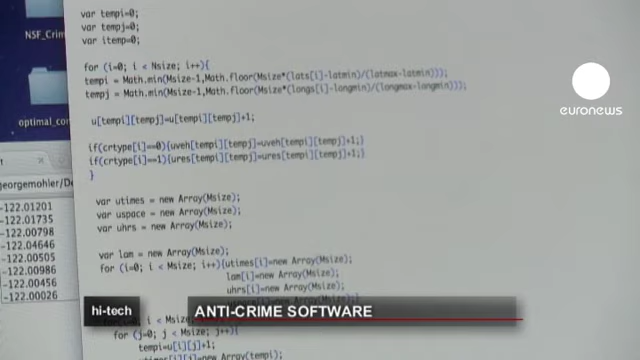 var tempi=0;
var tempj=0;
var itemp=0;
for (i=0; i < Nsize; i++){
tempi = Math.min(Msize-1,Math.floor(Msize*(lats[i]-latmin)/(latmax-latmin)));
tempj = Math.min(Msize-1,Math.floor(Msize*(longs[i]-longmin)/(longmax-longmin)));
u[tempi][tempj]=u[tempi][tempj]+1;
if(crtype[i]==0){uveh[tempi][tempj]=uveh[tempi][tempj]+1;}
if(crtype[i]==1){ures[tempi][tempj]=ures[tempi][tempj]+1;}
}
var utimes = new Array(Msize);
var uspace = new Array(Msize);
var uhrs = new Array(Msize);
var lam = new Array(Msize);
for (i=0; i < Msize; i++){utimes[i]=new Array(Msize);
lam[i]=new Array(Msize);
uhrs[i]=new Array(Msize);
i < Msize; i++){
for (j=0; j < Msize; j++){
tempi=u[i][j]+1;
[i][j]=new Array(tempi);
NSF_Crim
optimal_con
georgemohler/De
-122.01201
-122.01735
-122.00798
-122.04646
-122.00505
-122.00986
-122.00456
-122.00026
euronews
hi-tech
ANTI-CRIME SOFTWARE